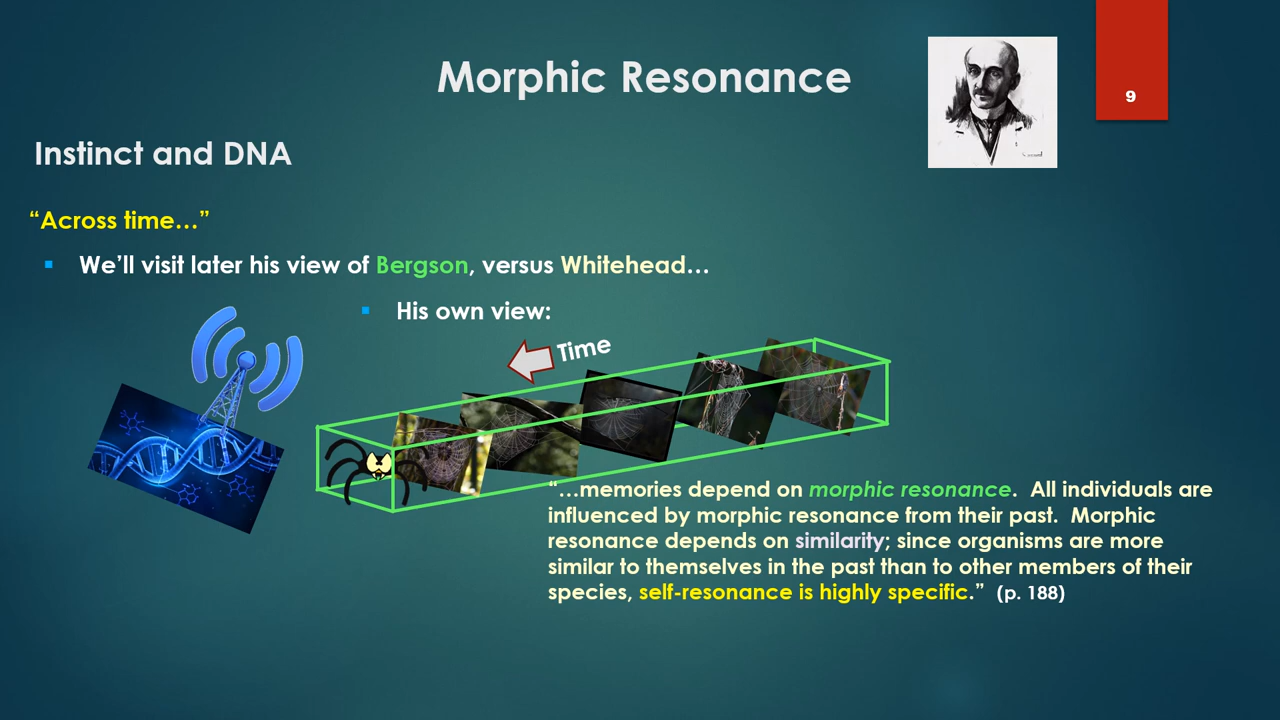 Morphic Resonance
9
Instinct and DNA
“Across time…”
We’ll visit later his view of Bergson, versus Whitehead…
His own view:
Time
“…memories depend on morphic resonance.  All individuals are
influenced by morphic resonance from their past.  Morphic
resonance depends on similarity; since organisms are more
similar to themselves in the past than to other members of their
species, self-resonance is highly specific.”  (p. 188)